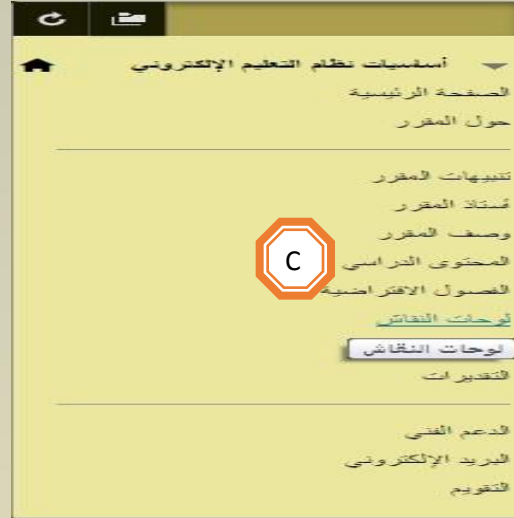 أساسيات نظام التعليم الإلكتروني
الصفحة الرئيسية
حول المقرر
تنبيهات المقرر
أستاذ المقرر
وصف المقرر
المحتوى الدراسي
C
الفصول الافتراضية
لوحات النقاش
لوحات النقاش
التقديرات
الدعم الفني
البريد الإلكتروني
التقويم